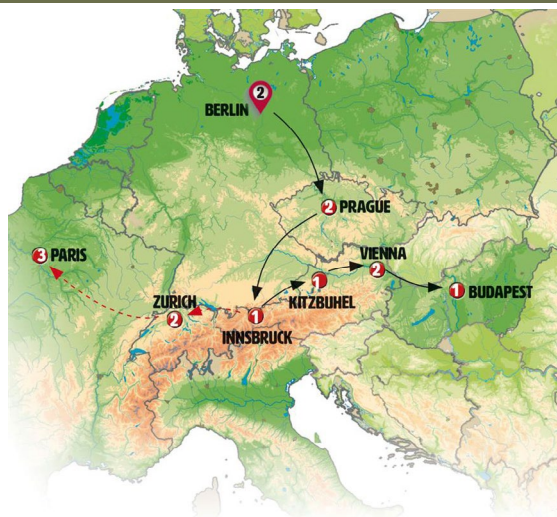 2
BERLIN
2 PRAGUE
3 PARIS
VIENNA
2
1
KITZBUHEL
1 BUDAPEST
ZURICH
2
1
INNSBRUCK